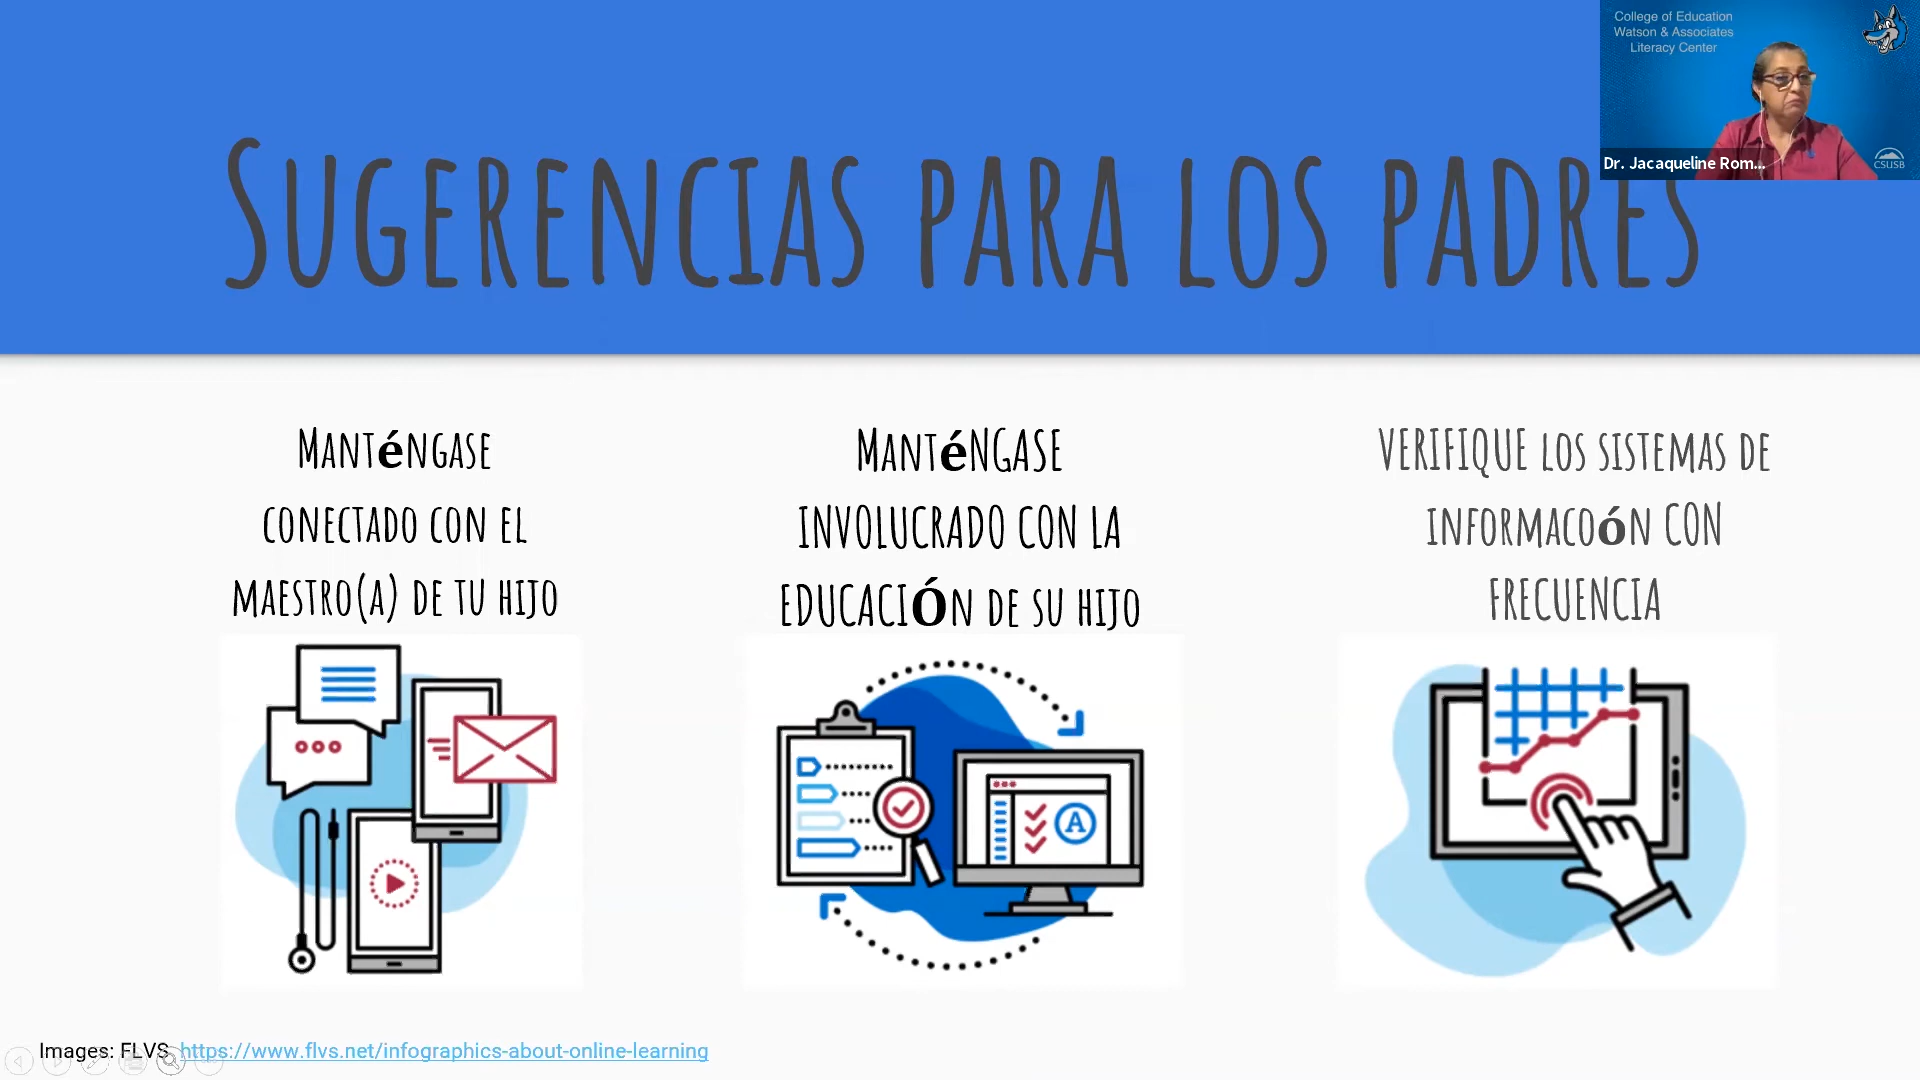 College of Education
Watson & Associates
Literacy Center
Dr. Jacaqueline Rom...
CSUSB
Sugerencias para los padres
Manténgase
conectado con el
maestro(a) de tu hijo
MantéNGASE
INVOLUCRADO CON LA
EDUCACIÓn de su hijo
VERIFIQUE los sistemas de
informacoón CON
FRECUENCIA
A
Images: FLVS https://www.flvs.net/infographics-about-online-learning